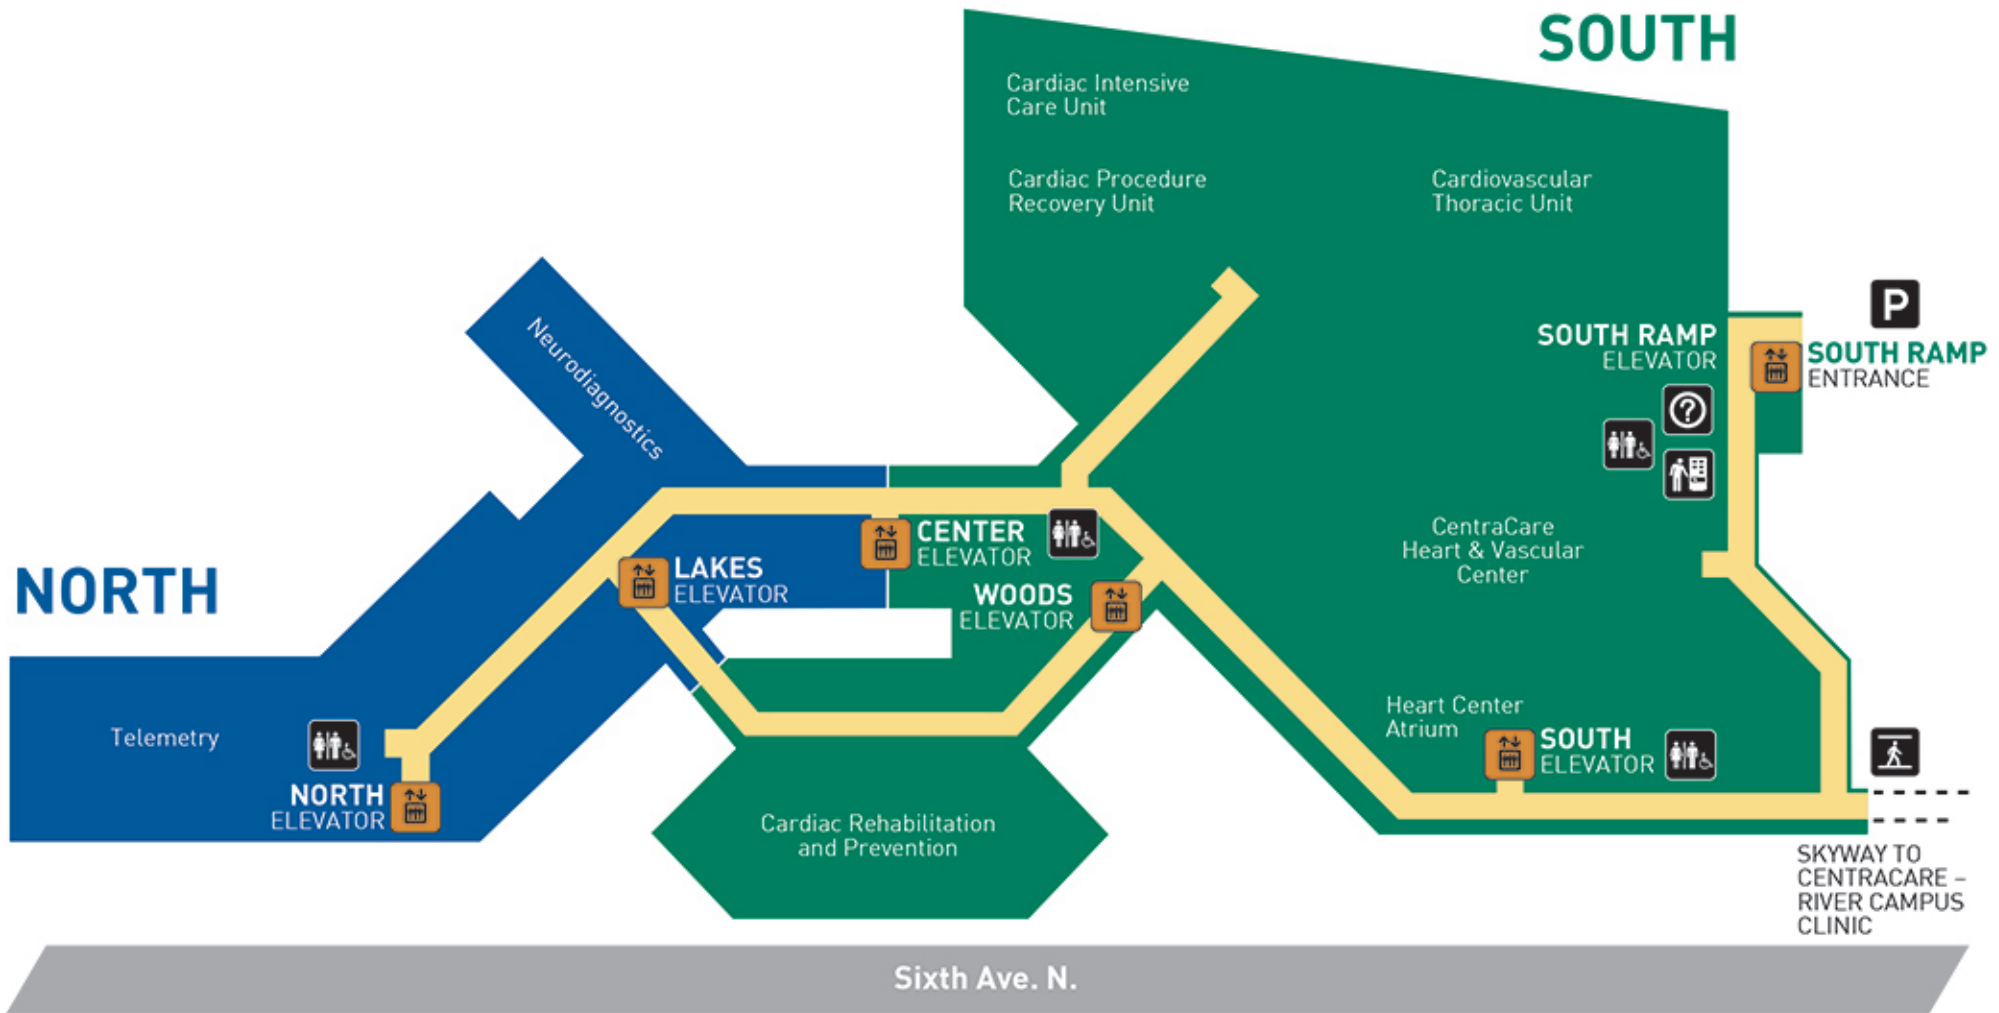 SOUTH
Cardiac Intensive
Care Unit
Cardiac Procedure
Recovery Unit
Cardiovascular
Thoracic Unit
Neurodiagnostics
P
SOUTH RAMP
ELEVATOR
SOUTH RAMP
ENTRANCE
?
CENTER
ELEVATOR
CentraCare
Heart & Vascular
Center
NORTH
LAKES
ELEVATOR
WOODS
ELEVATOR
Telemetry
Heart Center
Atrium
SOUTH
ELEVATOR
NORTH
ELEVATOR
Cardiac Rehabilitation
and Prevention
SKYWAY TO
CENTRACARE –
RIVER CAMPUS
CLINIC
Sixth Ave. N.